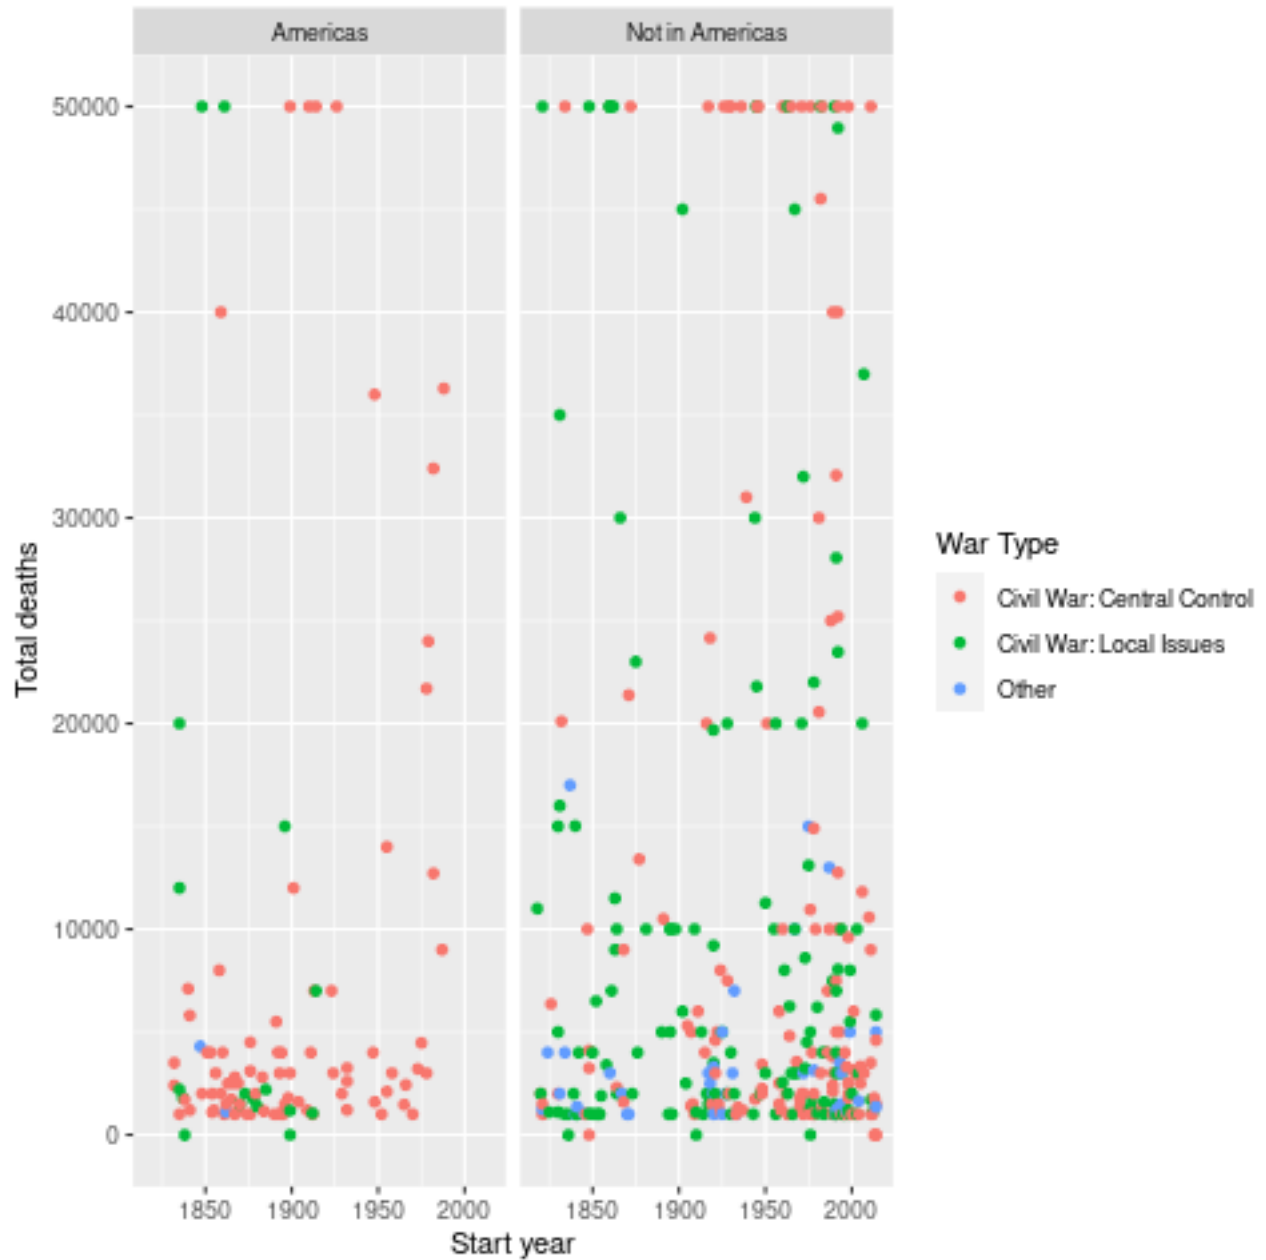 Americas
Not in Americas
50000
40000
30000
20000
10000
0
Total deaths
1850 1900 1950 2000
1850 1900 1950 2000
Start year
War Type
Civil War: Central Control
Civil War: Local Issues
Other